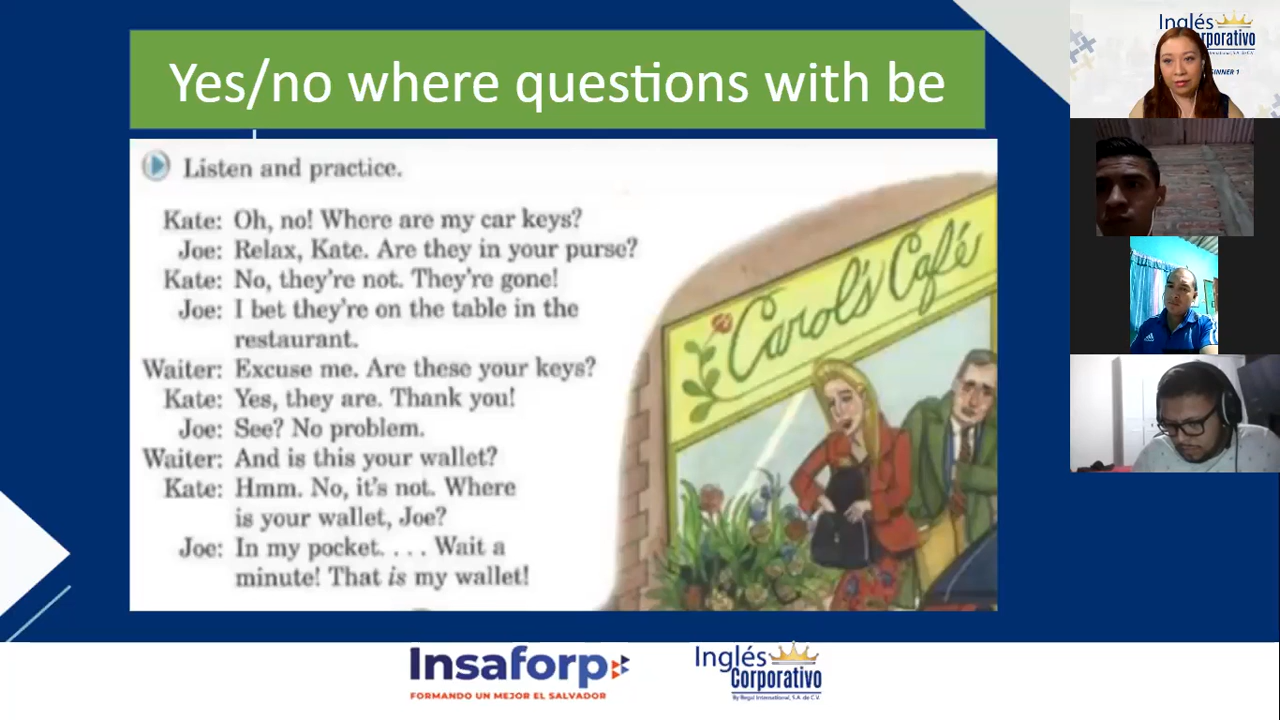 Yes/no where questions with be
Listen and practice.
Kate: Oh, no! Where are my car keys?
Joe: Relax, Kate. Are they in your purse?
Kate: No, they're not. They're gone!
Joe: I bet they're on the table in the
restaurant.
Waiter: Excuse me. Are these your keys?
Kate: Yes, they are. Thank you!
Joe: See? No problem.
Waiter: And is this your wallet?
Kate: Hmm. No, it's not. Where
is your wallet, Joe?
Joe: In my pocket. . . . Wait a
minute! That is my wallet!
Carol's Café
Insaforp
FORMANDO UN MEJOR EL SALVADOR
Inglés
Corporativo
By Regal International, S.A. de C.V.
Inglés